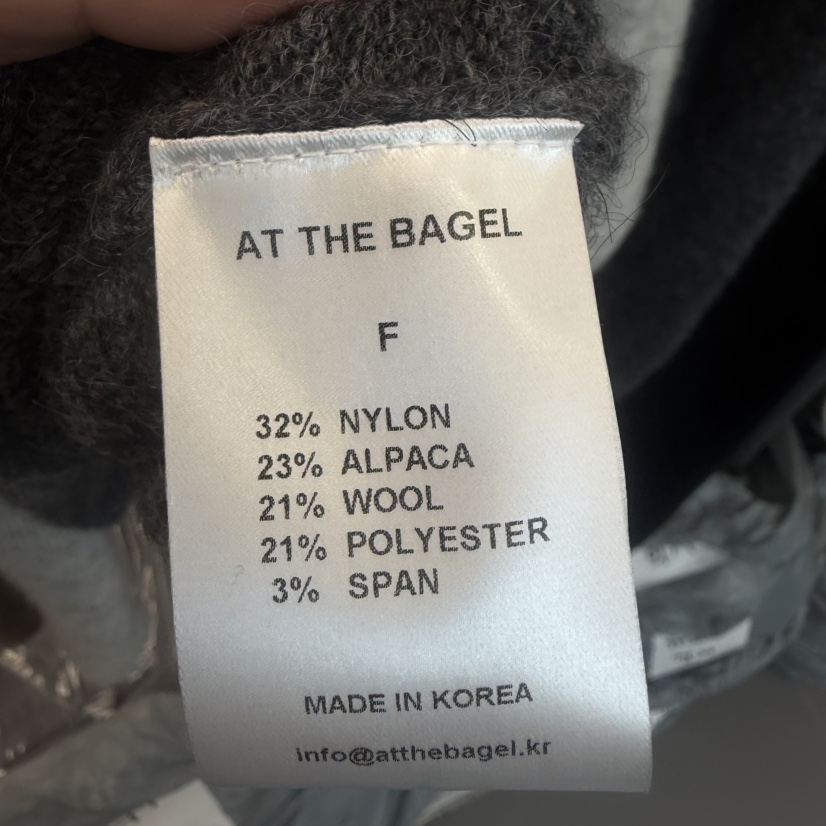 AT THE BAGEL
F
32% NYLON
23% ALPACA
21% WOOL
21% POLYESTER
3% SPAN
MADE IN KOREA
info@atthebagel.kr